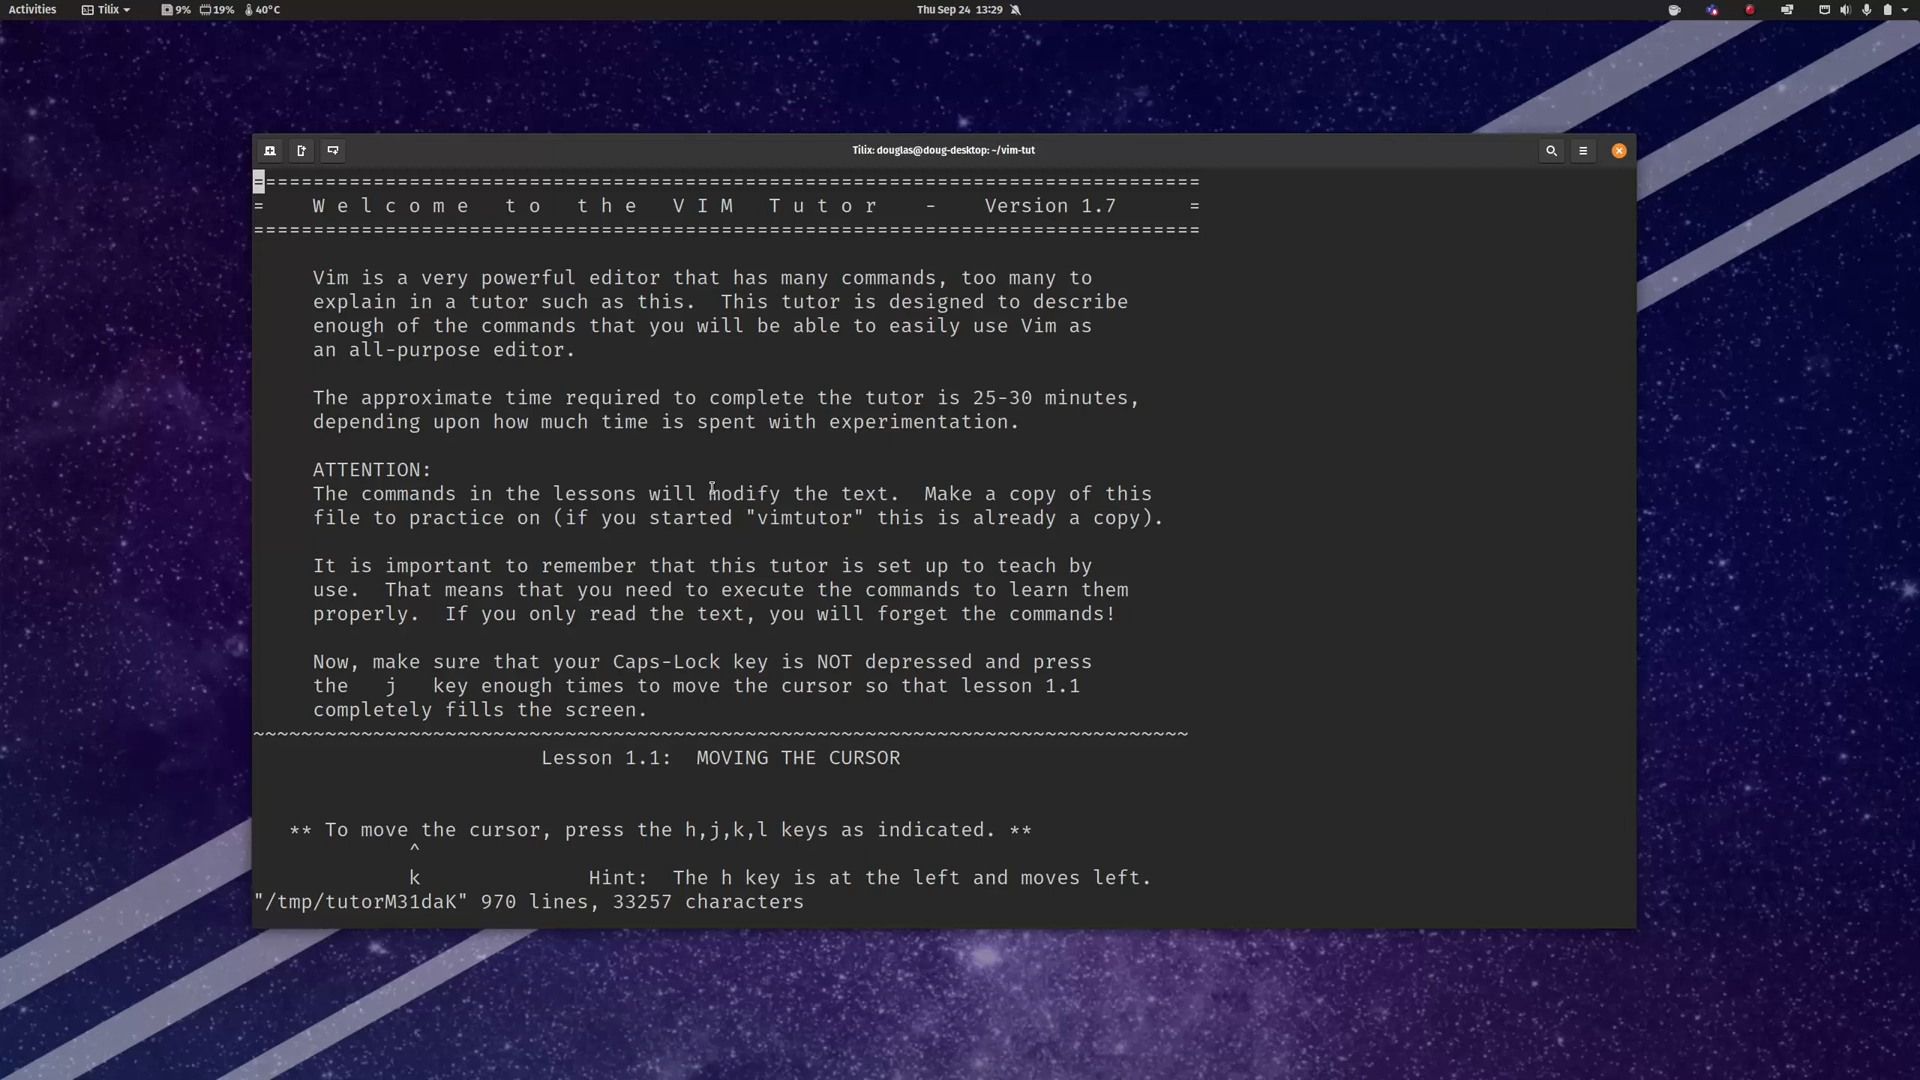 Activities Tilix 9% 19% 40°C Thu Sep 24 13:29
Tilix: douglas@doug-desktop: ~/vim-tut
===============================================================================
=    W e l c o m e   t o   t h e   V I M   T u t o r    -    Version 1.7      =
===============================================================================
Vim is a very powerful editor that has many commands, too many to
explain in a tutor such as this.  This tutor is designed to describe
enough of the commands that you will be able to easily use Vim as
an all-purpose editor.
The approximate time required to complete the tutor is 25-30 minutes,
depending upon how much time is spent with experimentation.
ATTENTION:
The commands in the lessons will modify the text.  Make a copy of this
file to practice on (if you started "vimtutor" this is already a copy).
It is important to remember that this tutor is set up to teach by
use.  That means that you need to execute the commands to learn them
properly.  If you only read the text, you will forget the commands!
Now, make sure that your Caps-Lock key is NOT depressed and press
the   j   key enough times to move the cursor so that lesson 1.1
completely fills the screen.
~~~~~~~~~~~~~~~~~~~~~~~~~~~~~~~~~~~~~~~~~~~~~~~~~~~~~~~~~~~~~~~~~~~~~~~~~~~~~~
Lesson 1.1:  MOVING THE CURSOR
** To move the cursor, press the h,j,k,l keys as indicated. **
^
k              Hint:  The h key is at the left and moves left.
"/tmp/tutorM31daK" 970 lines, 33257 characters